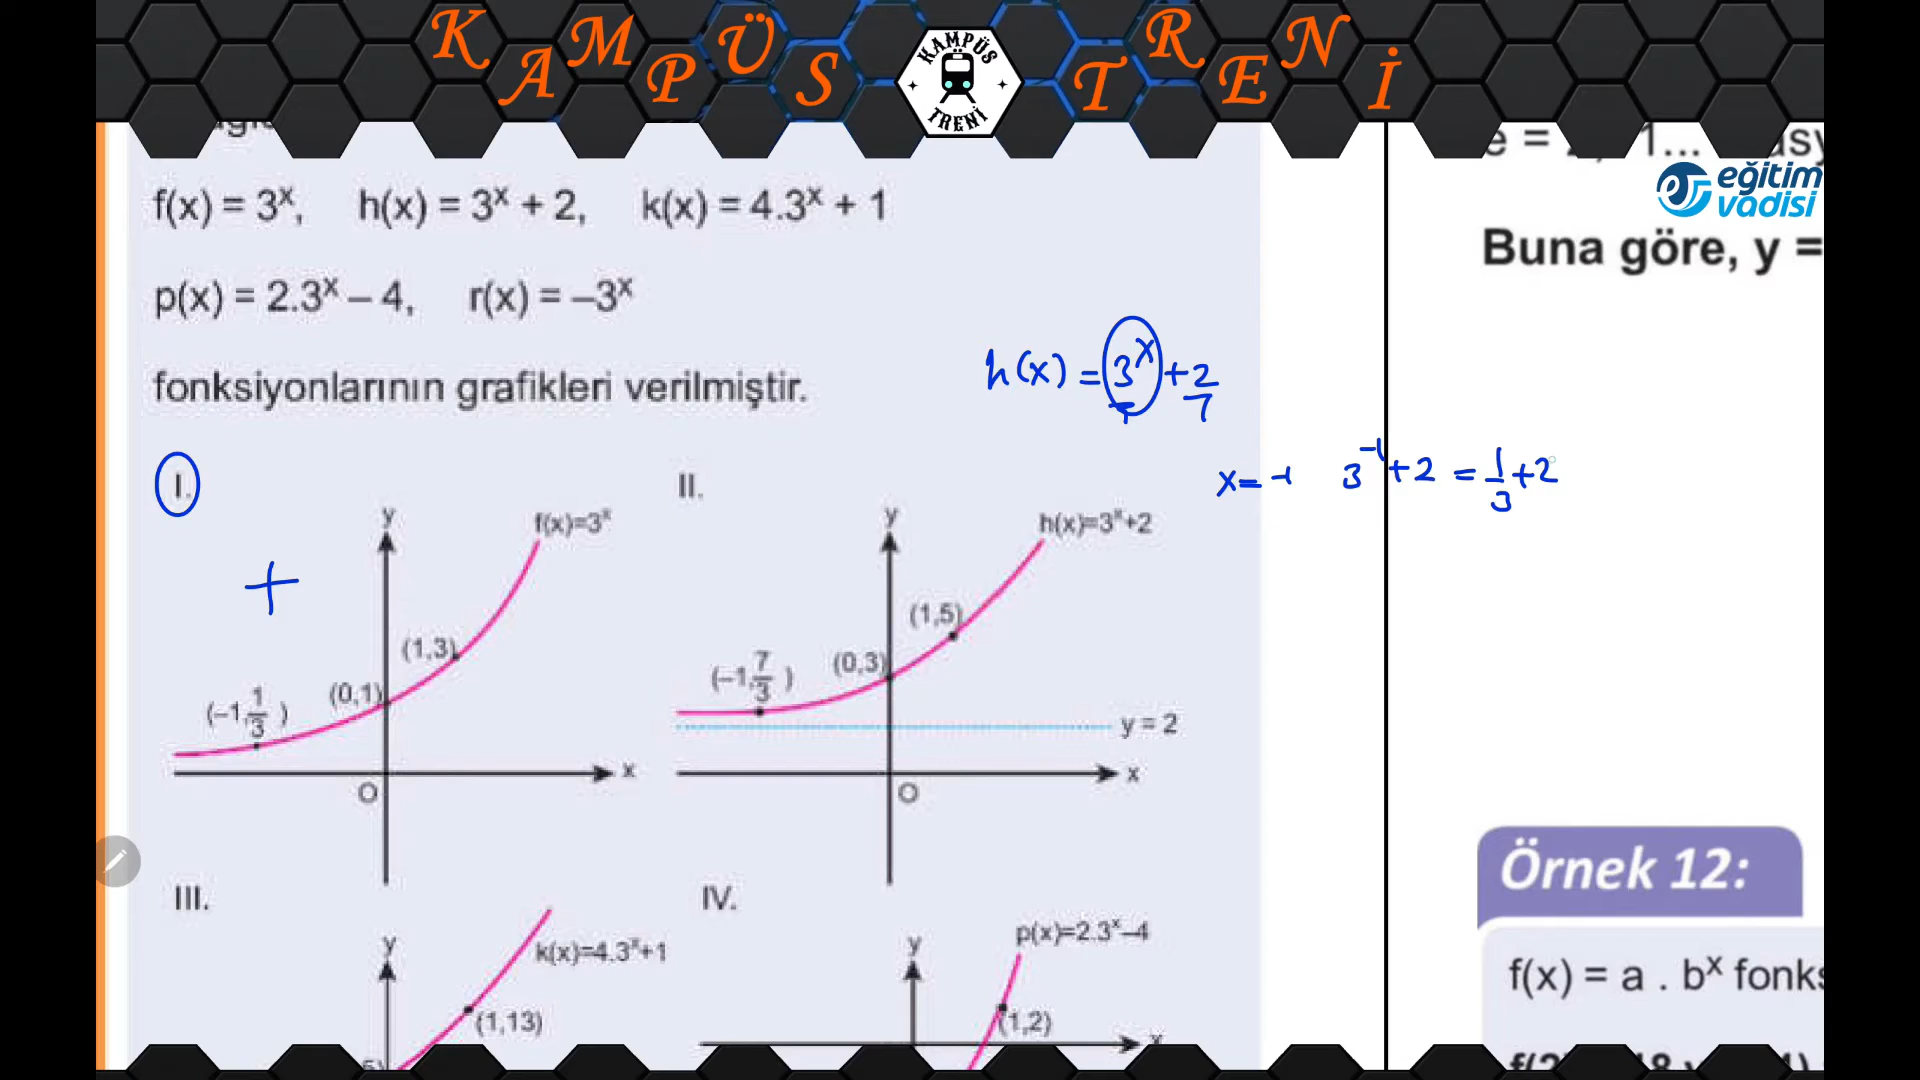 KAMPÜS TRENİ
KAMPÜS
TRENİ
eğitim
vadisi
f(x) = 3ˣ, h(x) = 3ˣ + 2, k(x) = 4.3ˣ + 1
p(x) = 2.3ˣ – 4, r(x) = –3ˣ
fonksiyonlarının grafikleri verilmiştir.
h(x) = 3ˣ + 2
x = -1 3⁻¹ + 2 = 1/3 + 2
I.
+
y
f(x)=3ˣ
(1,3)
(0,1)
(–1, 1/3)
x
O
II.
y
h(x)=3ˣ+2
(1,5)
(0,3)
(–1, 7/3)
y = 2
x
O
III.
y
k(x)=4.3ˣ+1
(1,13)
IV.
y
p(x)=2.3ˣ–4
(1,2)
x
Buna göre, y =
Örnek 12:
f(x) = a . bˣ